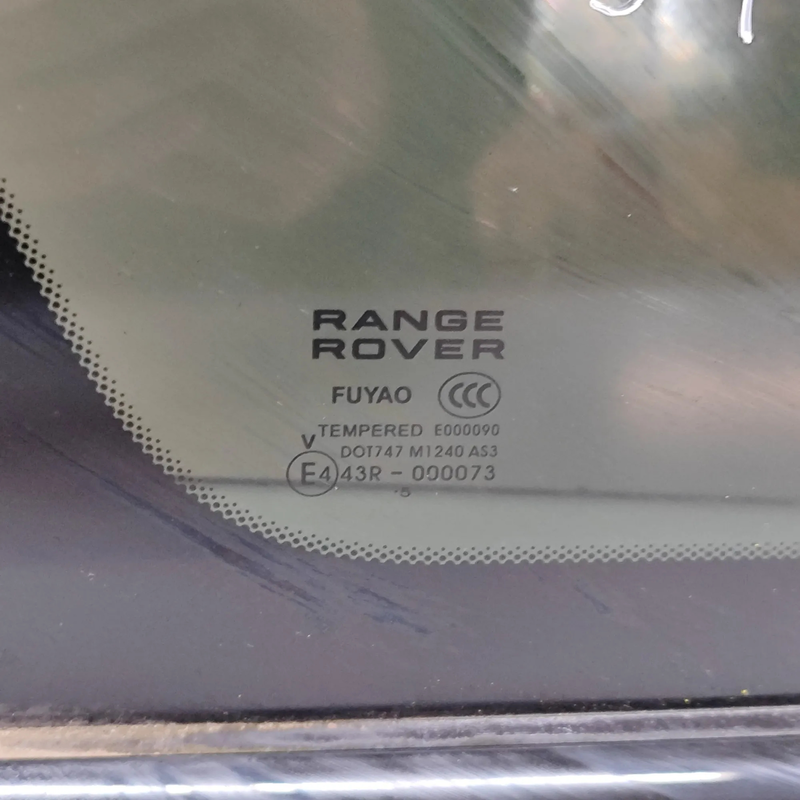 RANGE
ROVER
FUYAO CCC
TEMPERED E000090
V
DOT747 M1240 AS3
E4 43R - 000073